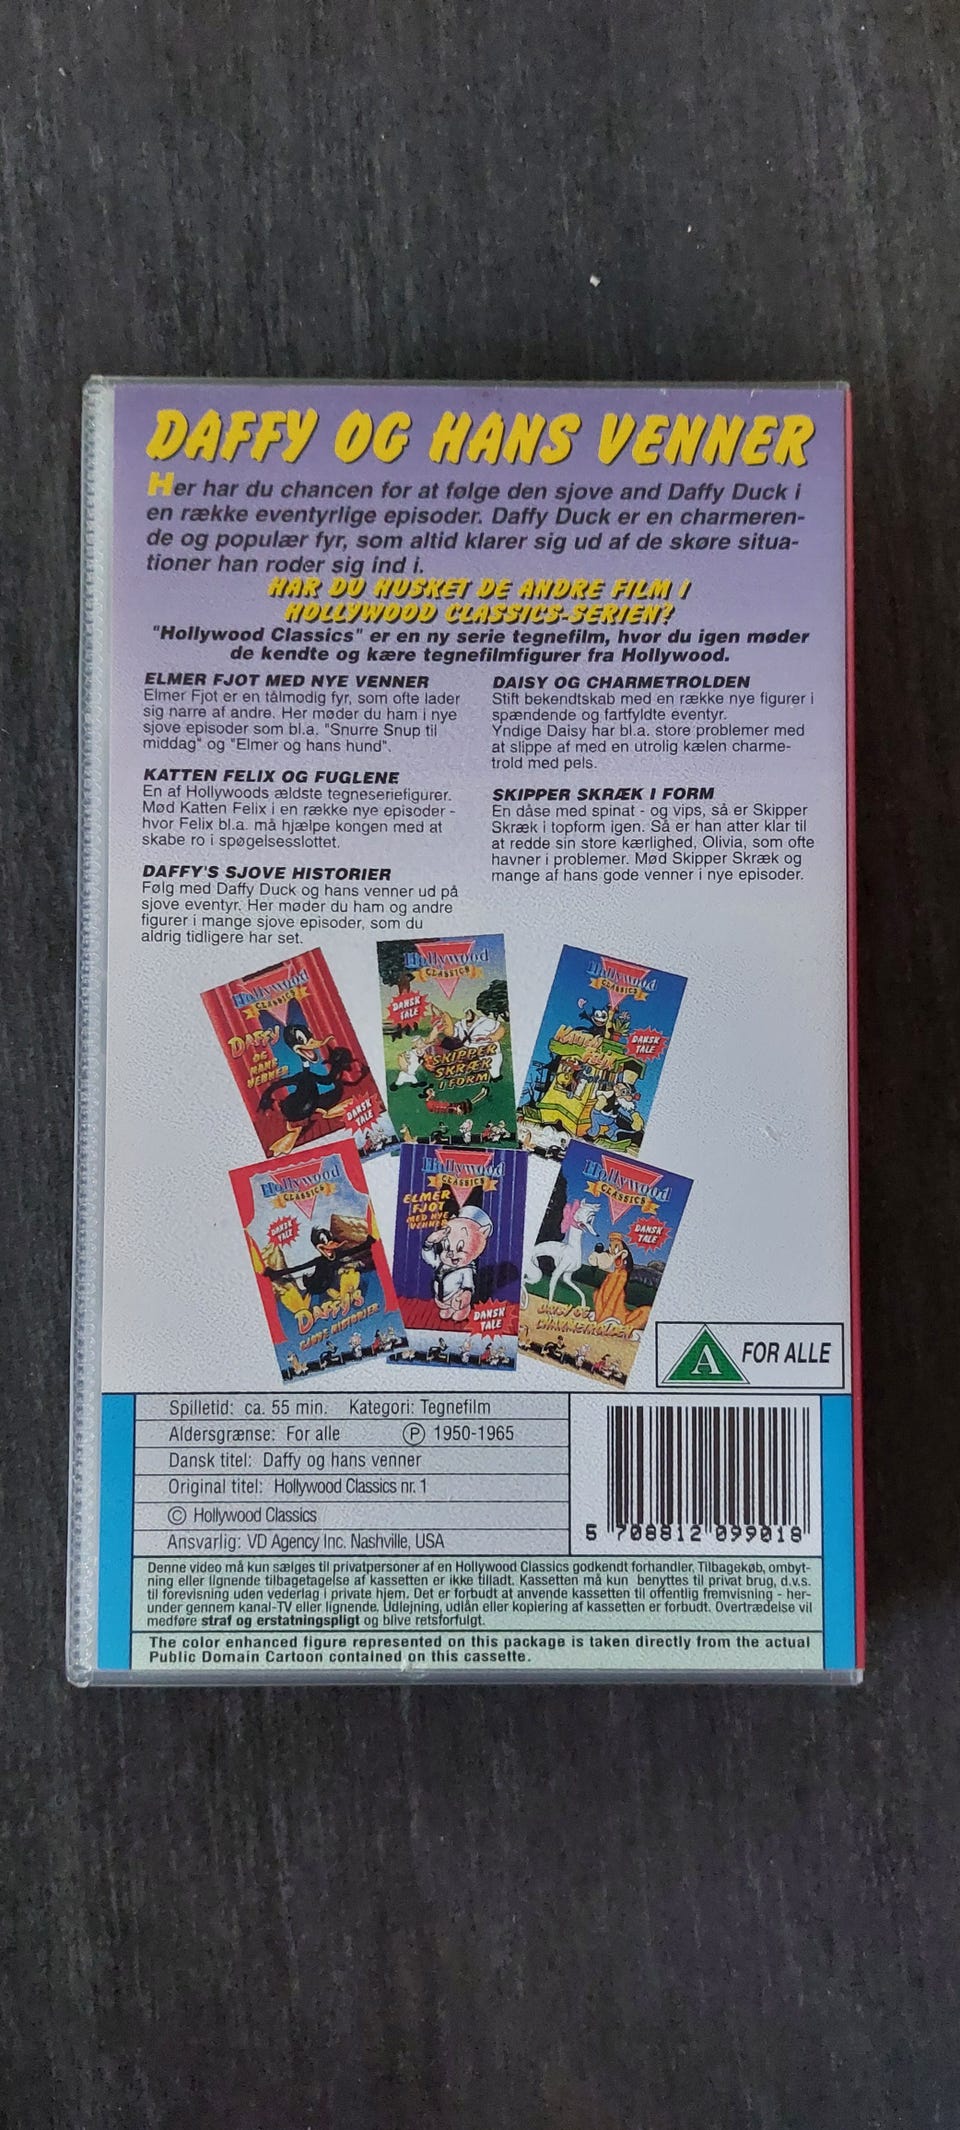 DAFFY OG HANS VENNER
Her har du chancen for at følge den sjove and Daffy Duck i
en række eventyrlige episoder. Daffy Duck er en charmeren-
de og populær fyr, som altid klarer sig ud af de skøre situa-
tioner han roder sig ind i.
HAR DU HUSKET DE ANDRE FILM I
HOLLYWOOD CLASSICS-SERIEN?
"Hollywood Classics" er en ny serie tegnefilm, hvor du igen møder
de kendte og kære tegnefilmfigurer fra Hollywood.
ELMER FJOT MED NYE VENNER
Elmer Fjot er en tålmodig fyr, som ofte lader
sig narre af andre. Her møder du ham i nye
sjove episoder som bl.a. "Snurre Snup til
middag" og "Elmer og hans hund".
KATTEN FELIX OG FUGLENE
En af Hollywoods ældste tegneseriefigurer.
Mød Katten Felix i en række nye episoder -
hvor Felix bl.a. må hjælpe kongen med at
skabe ro i spøgelsesslottet.
DAFFY'S SJOVE HISTORIER
Følg med Daffy Duck og hans venner ud på
sjove eventyr. Her møder du ham og andre
figurer i mange sjove episoder, som du
aldrig tidligere har set.
DAISY OG CHARMETROLDEN
Stift bekendtskab med en række nye figurer i
spændende og fartfyldte eventyr.
Yndige Daisy har bl.a. store problemer med
at slippe af med en utrolig kælen charme-
trold med pels.
SKIPPER SKRÆK I FORM
En dåse med spinat - og vips, så er Skipper
Skræk i topform igen. Så er han atter klar til
at redde sin store kærlighed, Olivia, som ofte
havner i problemer. Mød Skipper Skræk og
mange af hans gode venner i nye episoder.
Hollywood
CLASSICS
DAFFY
OG
HANS
VENNER
DANSK
TALE
Hollywood
CLASSICS
DANSK
TALE
SKIPPER
SKRÆK
I FORM
Hollywood
CLASSICS
KATTEN
FELIX
DANSK
TALE
Hollywood
CLASSICS
DANSK
TALE
DAFFY'S
SJOVE HISTORIER
Hollywood
CLASSICS
ELMER
FJOT
MED NYE
VENNER
DANSK
TALE
Hollywood
CLASSICS
DANSK
TALE
DAISY OG
CHARMETROLDEN
A FOR ALLE
Spilletid: ca. 55 min. Kategori: Tegnefilm
Aldersgrænse: For alle Ⓟ 1950-1965
Dansk titel: Daffy og hans venner
Original titel: Hollywood Classics nr. 1
© Hollywood Classics
Ansvarlig: VD Agency Inc. Nashville, USA
5 708812 099018
Denne video må kun sælges til privatpersoner af en Hollywood Classics godkendt forhandler. Tilbagekøb, ombyt-
ning eller lignende tilbagetagelse af kassetten er ikke tilladt. Kassetten må kun benyttes til privat brug, d.v.s.
til forevisning uden vederlag i private hjem. Det er forbudt at anvende kassetten til offentlig fremvisning - her-
under gennem kanal-TV eller lignende. Udlejning, udlån eller kopiering af kassetten er forbudt. Overtrædelse vil
medføre straf og erstatningspligt og blive retsforfulgt.
The color enhanced figure represented on this package is taken directly from the actual
Public Domain Cartoon contained on this cassette.